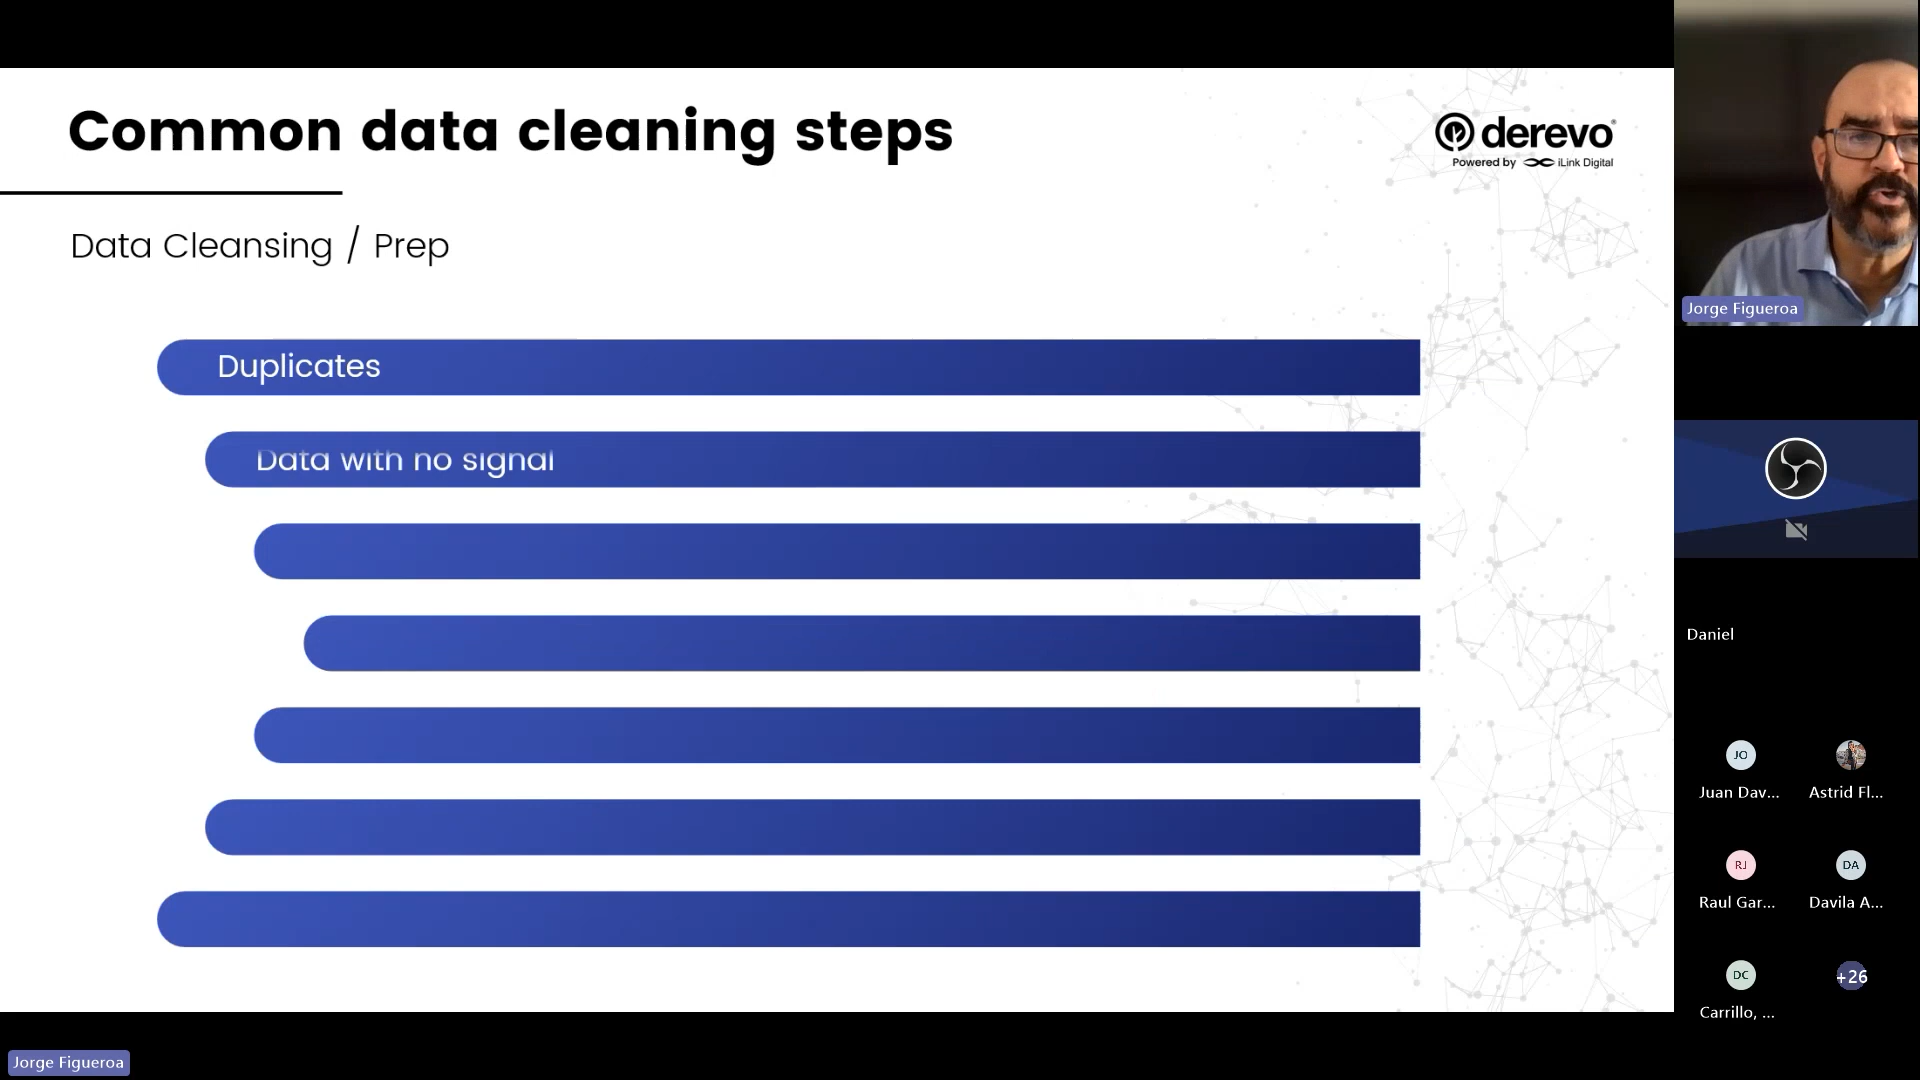 Common data cleaning steps
derevo
Powered by iLink Digital
Data Cleansing / Prep
Duplicates
Data with no signal
Jorge Figueroa
Daniel
JO
Juan Dav...
Astrid Fl...
RJ
Raul Gar...
DA
Davila A...
DC
Carrillo, ...
+26
Jorge Figueroa